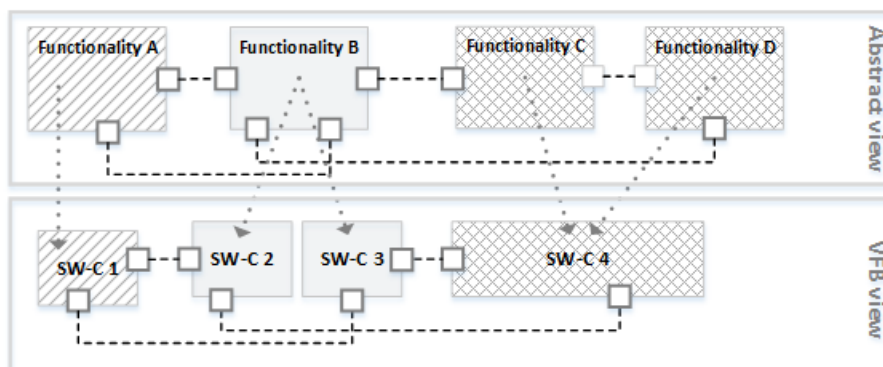 Functionality A
Functionality B
Functionality C
Functionality D
Abstract view
SW-C 1
SW-C 2
SW-C 3
SW-C 4
VFB view